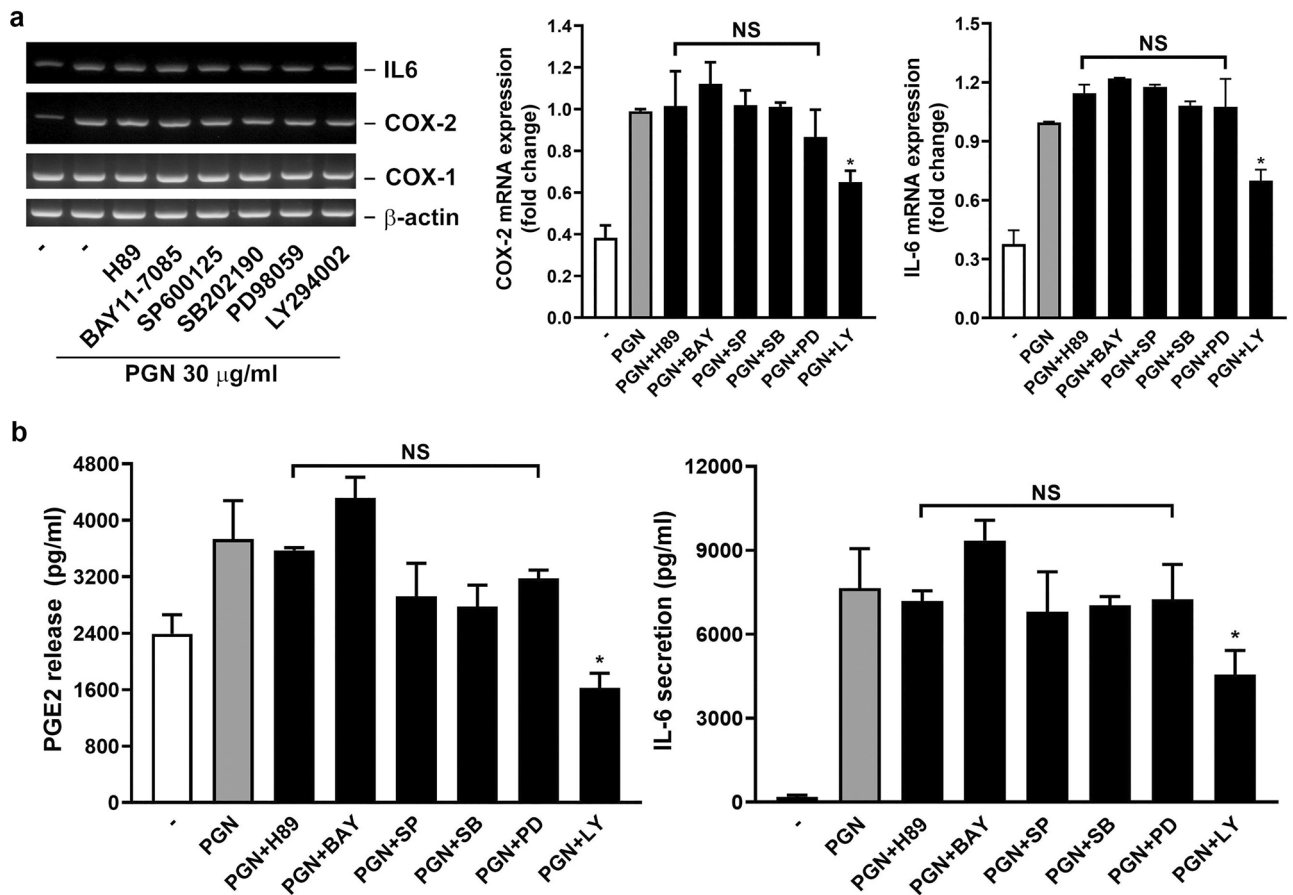 a
– IL6
– COX-2
– COX-1
– β-actin
-
-
H89
BAY11-7085
SP600125
SB202190
PD98059
LY294002
PGN 30 μg/ml
COX-2 mRNA expression
(fold change)
1.4
1.2
1.0
0.8
0.6
0.4
0.2
0.0
NS
*
-
PGN
PGN+H89
PGN+BAY
PGN+SP
PGN+SB
PGN+PD
PGN+LY
IL-6 mRNA expression
(fold change)
1.5
1.2
0.9
0.6
0.3
0.0
NS
*
-
PGN
PGN+H89
PGN+BAY
PGN+SP
PGN+SB
PGN+PD
PGN+LY
b
PGE2 release (pg/ml)
4800
4000
3200
2400
1600
800
0
NS
*
-
PGN
PGN+H89
PGN+BAY
PGN+SP
PGN+SB
PGN+PD
PGN+LY
IL-6 secretion (pg/ml)
12000
9000
6000
3000
0
NS
*
-
PGN
PGN+H89
PGN+BAY
PGN+SP
PGN+SB
PGN+PD
PGN+LY